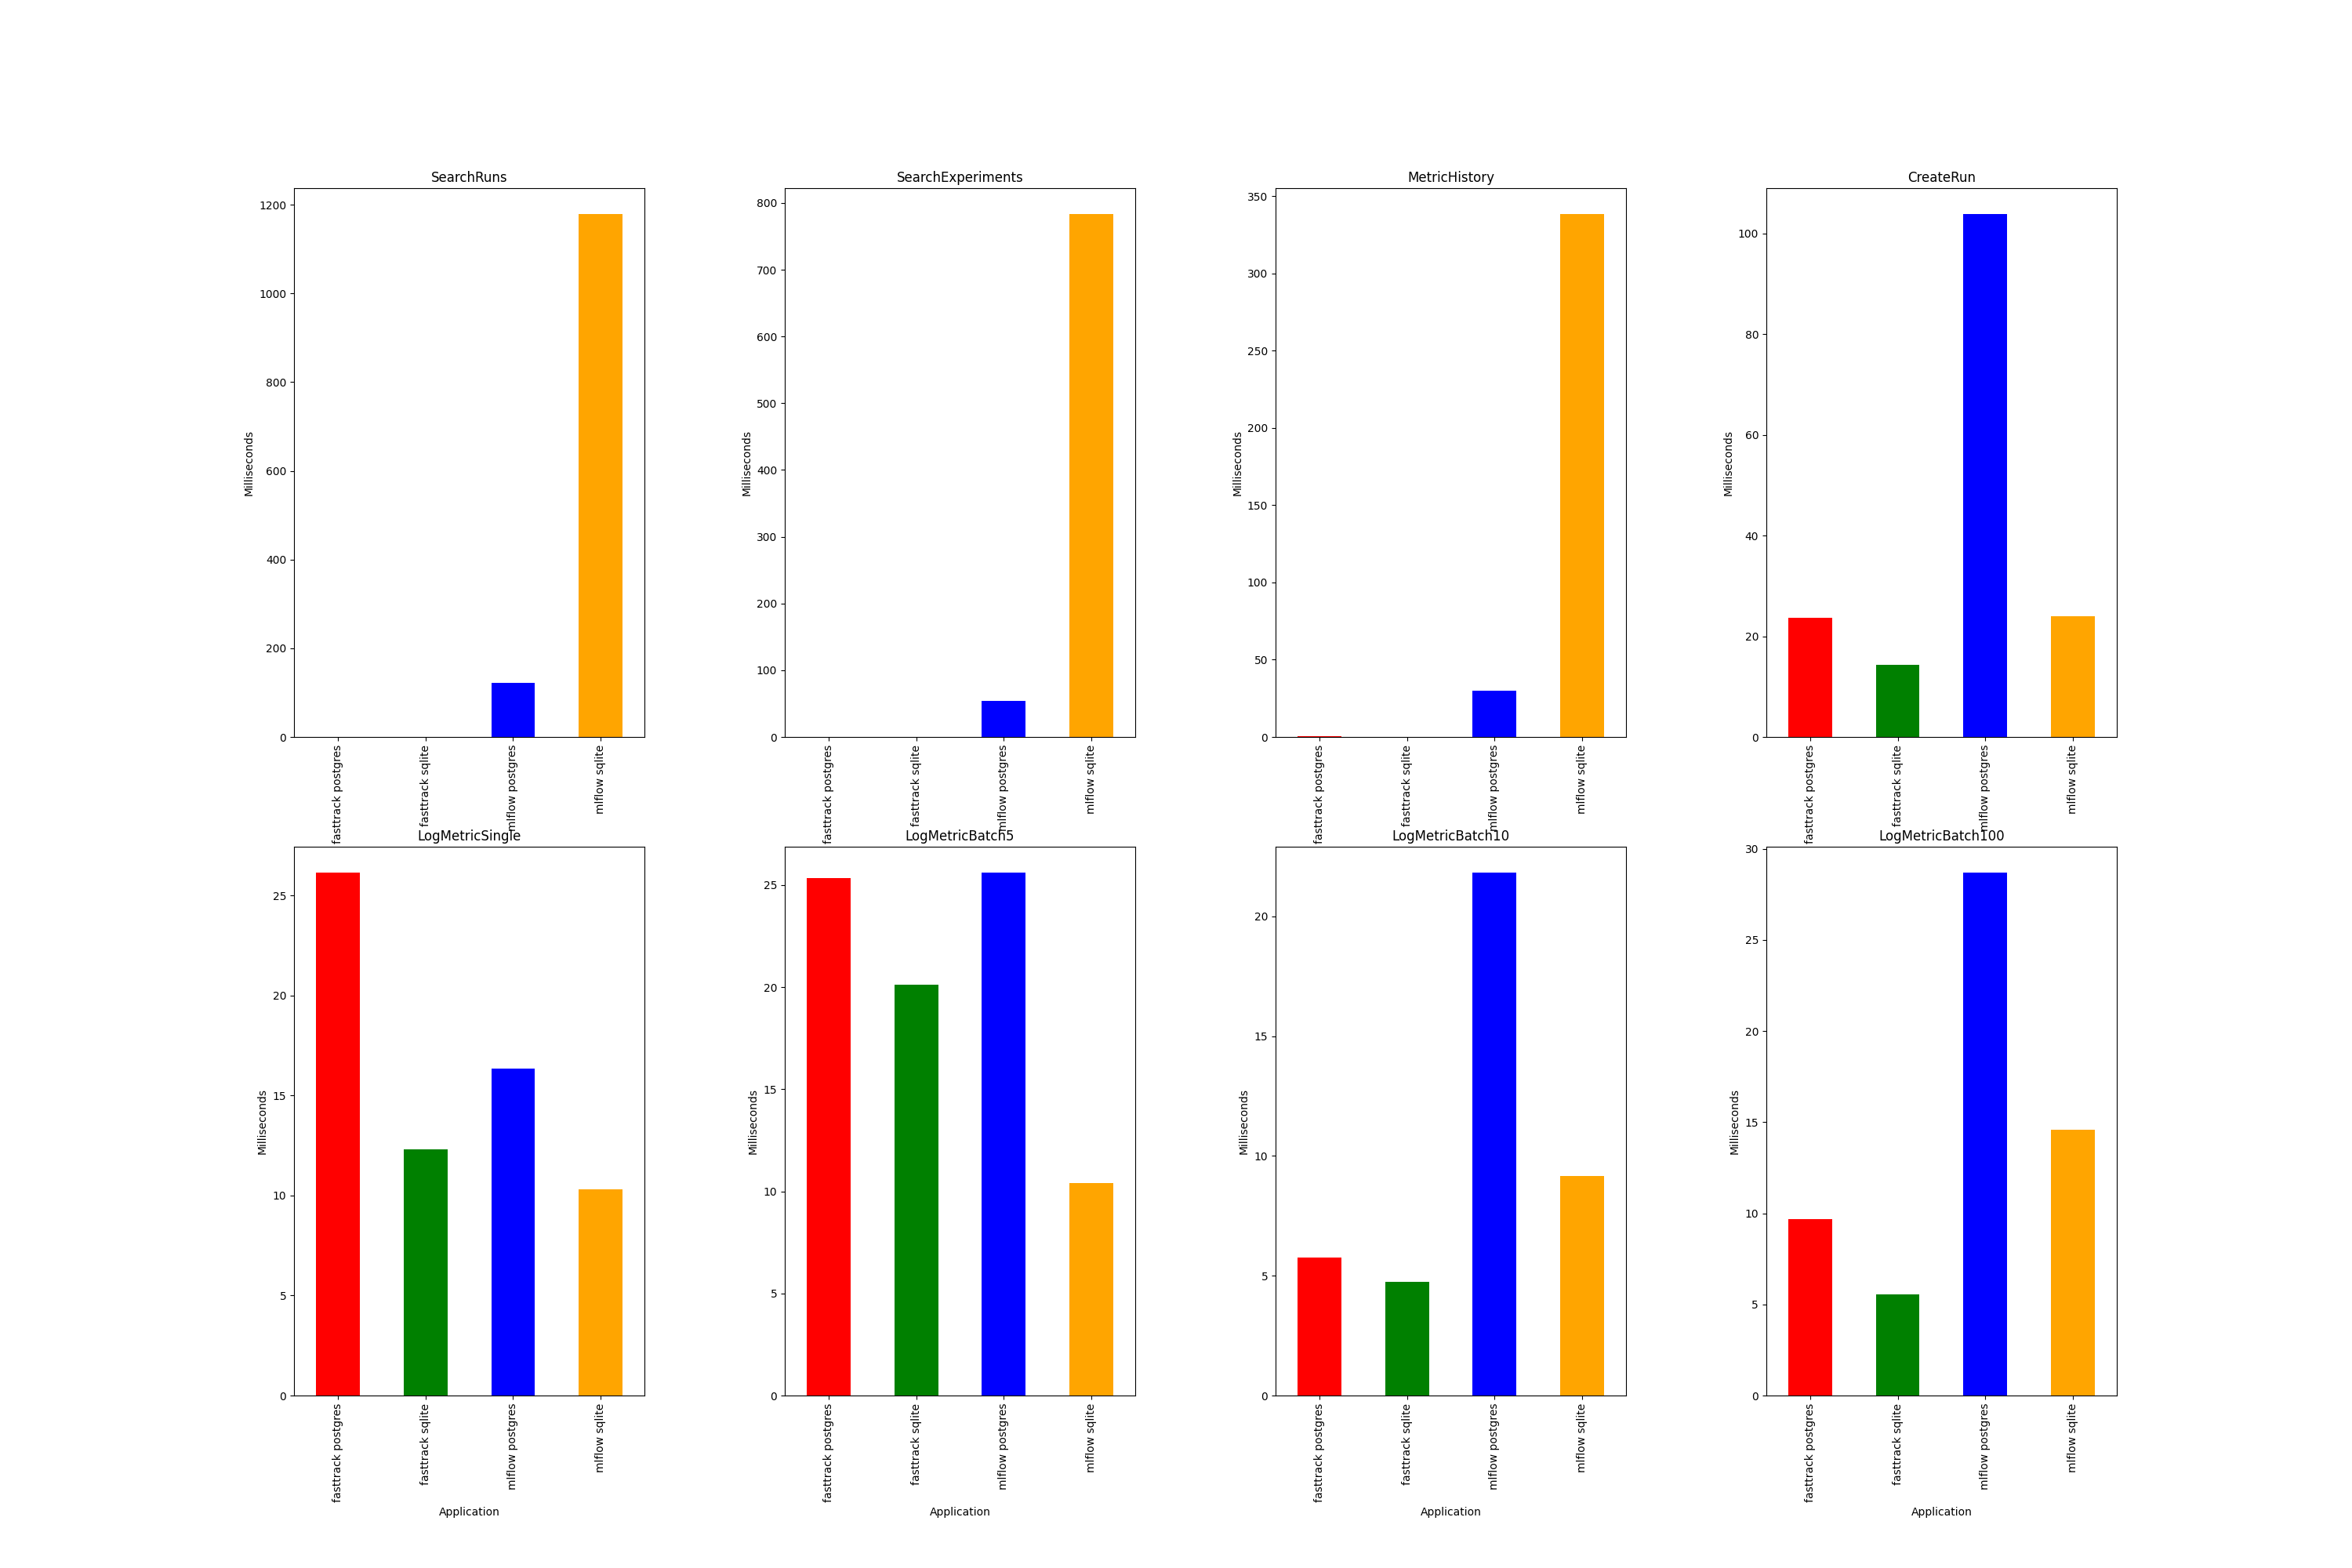 SearchRuns
1200
1000
800
600
400
200
0
Milliseconds
fasttrack postgres
fasttrack sqlite
mlflow postgres
mlflow sqlite
SearchExperiments
800
700
600
500
400
300
200
100
0
Milliseconds
fasttrack postgres
fasttrack sqlite
mlflow postgres
mlflow sqlite
MetricHistory
350
300
250
200
150
100
50
0
Milliseconds
fasttrack postgres
fasttrack sqlite
mlflow postgres
mlflow sqlite
CreateRun
100
80
60
40
20
0
Milliseconds
fasttrack postgres
fasttrack sqlite
mlflow postgres
mlflow sqlite
LogMetricSingle
25
20
15
10
5
0
Milliseconds
fasttrack postgres
fasttrack sqlite
mlflow postgres
mlflow sqlite
Application
LogMetricBatch5
25
20
15
10
5
0
Milliseconds
fasttrack postgres
fasttrack sqlite
mlflow postgres
mlflow sqlite
Application
LogMetricBatch10
20
15
10
5
0
Milliseconds
fasttrack postgres
fasttrack sqlite
mlflow postgres
mlflow sqlite
Application
LogMetricBatch100
30
25
20
15
10
5
0
Milliseconds
fasttrack postgres
fasttrack sqlite
mlflow postgres
mlflow sqlite
Application